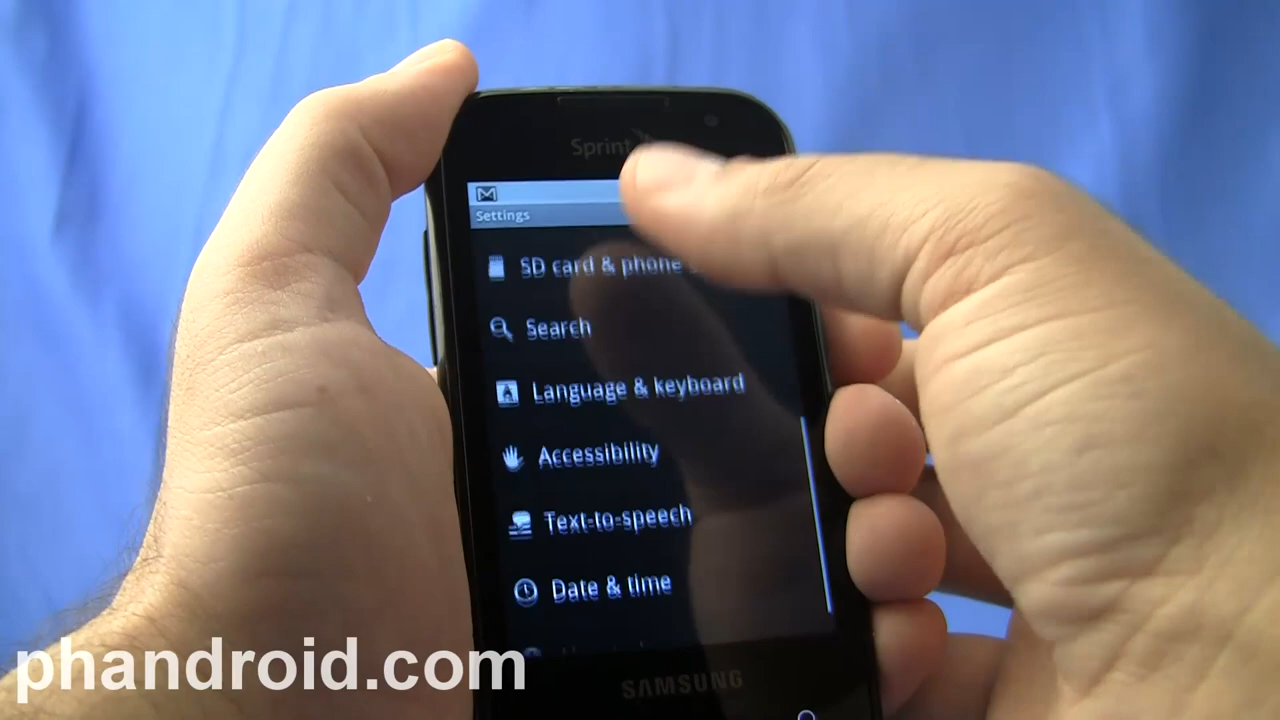 Sprint
Settings
SD card & phone
Search
Language & keyboard
Accessibility
Text-to-speech
Date & time
SAMSUNG
phandroid.com